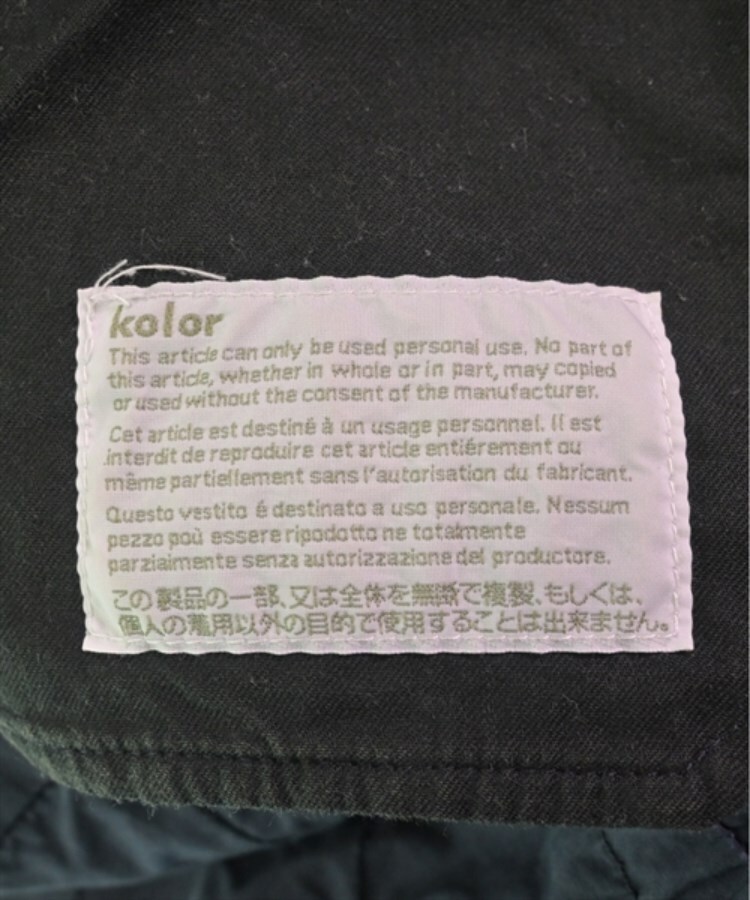 kolor
This article can only be used personal use. No part of
this article, whether in whole or in part, may copied
or used without the consent of the manufacturer.
Cet article est destiné à un usage personnel. Il est
interdit de reproduire cet article entiérement ou
même partiellement sans l'autorisation du fabricant.
Questo vestito é destinato a uso personale. Nessum
pezzo poù essere ripodotto ne totalmente
parzialmente senza autorizzazione del productore.
この製品の一部、又は全体を無断で複製、もしくは、
個人の着用以外の目的で使用することは出来ません。